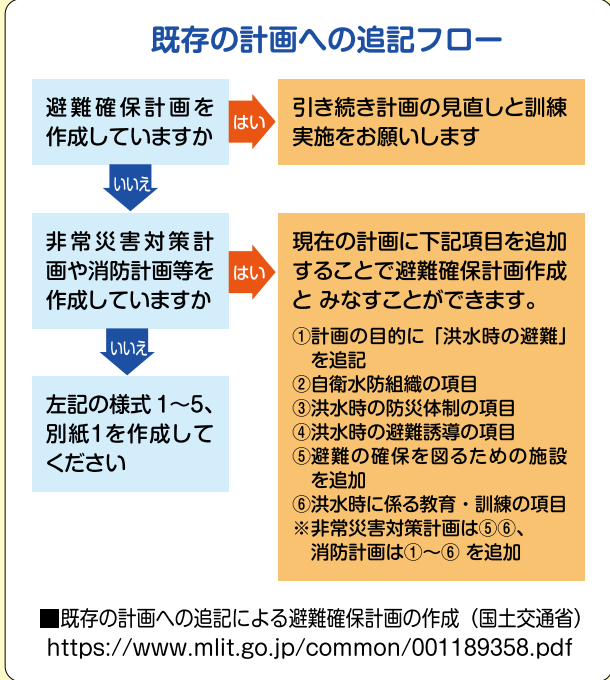 既存の計画への追記フロー
避難確保計画を
作成していますか
はい
引き続き計画の見直しと訓練
実施をお願いします
いいえ
非常災害対策計
画や消防計画等を
作成していますか
はい
現在の計画に下記項目を追加
することで避難確保計画作成
と みなすことができます。
①計画の目的に「洪水時の避難」
を追記
②自衛水防組織の項目
③洪水時の防災体制の項目
④洪水時の避難誘導の項目
⑤避難の確保を図るための施設
を追加
⑥洪水時に係る教育・訓練の項目
※非常災害対策計画は⑤⑥、
消防計画は①～⑥ を追加
いいえ
左記の様式1～5、
別紙1を作成して
ください
■既存の計画への追記による避難確保計画の作成（国土交通省）
https://www.mlit.go.jp/common/001189358.pdf